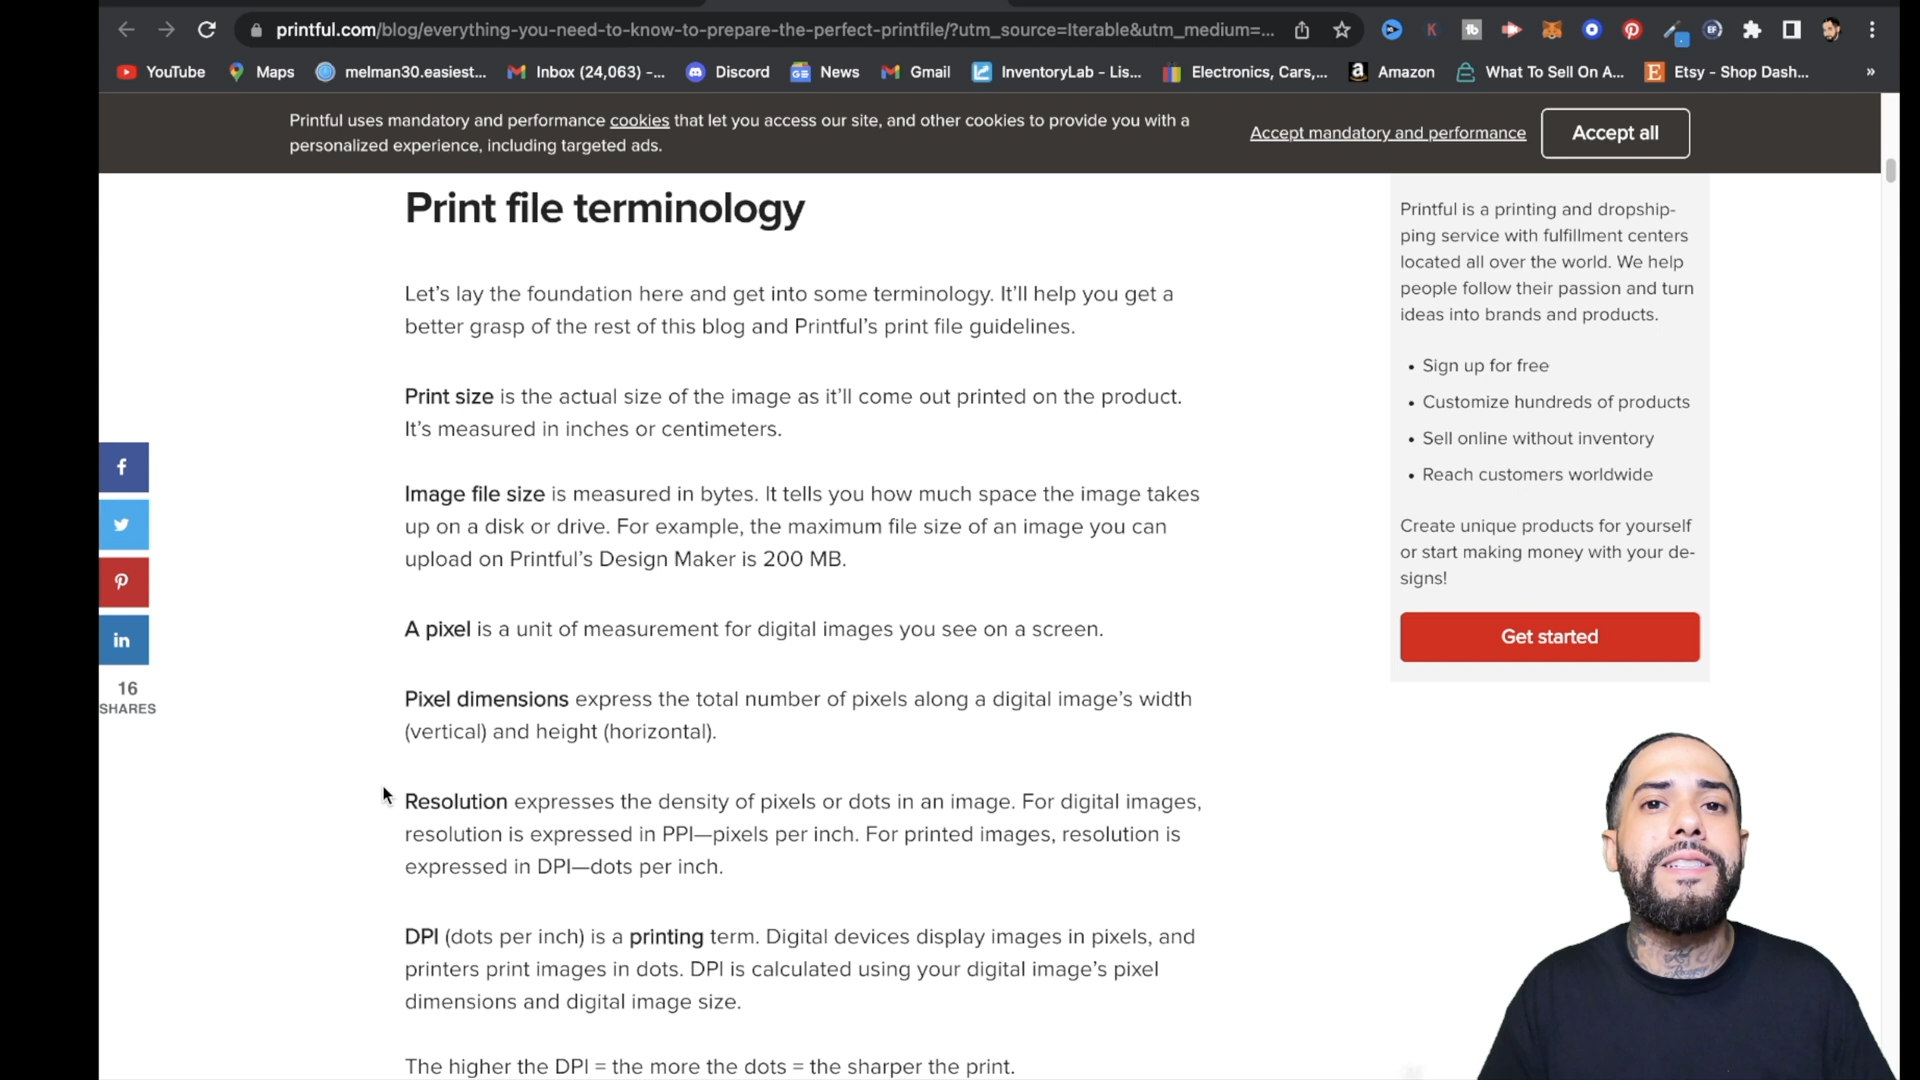 printful.com/blog/everything-you-need-to-know-to-prepare-the-perfect-printfile/?utm_source=Iterable&utm_medium=...
YouTube Maps melman30.easiest... Inbox (24,063) -... Discord News Gmail InventoryLab - Lis... Electronics, Cars,... Amazon What To Sell On A... Etsy - Shop Dash... »
Printful uses mandatory and performance cookies that let you access our site, and other cookies to provide you with a
personalized experience, including targeted ads.
Accept mandatory and performance
Accept all
Print file terminology
Let's lay the foundation here and get into some terminology. It'll help you get a
better grasp of the rest of this blog and Printful's print file guidelines.
Print size is the actual size of the image as it'll come out printed on the product.
It's measured in inches or centimeters.
Image file size is measured in bytes. It tells you how much space the image takes
up on a disk or drive. For example, the maximum file size of an image you can
upload on Printful's Design Maker is 200 MB.
A pixel is a unit of measurement for digital images you see on a screen.
Pixel dimensions express the total number of pixels along a digital image's width
(vertical) and height (horizontal).
Resolution expresses the density of pixels or dots in an image. For digital images,
resolution is expressed in PPI—pixels per inch. For printed images, resolution is
expressed in DPI—dots per inch.
DPI (dots per inch) is a printing term. Digital devices display images in pixels, and
printers print images in dots. DPI is calculated using your digital image's pixel
dimensions and digital image size.
The higher the DPI = the more the dots = the sharper the print.
16
SHARES
Printful is a printing and dropship-
ping service with fulfillment centers
located all over the world. We help
people follow their passion and turn
ideas into brands and products.
• Sign up for free
• Customize hundreds of products
• Sell online without inventory
• Reach customers worldwide
Create unique products for yourself
or start making money with your de-
signs!
Get started